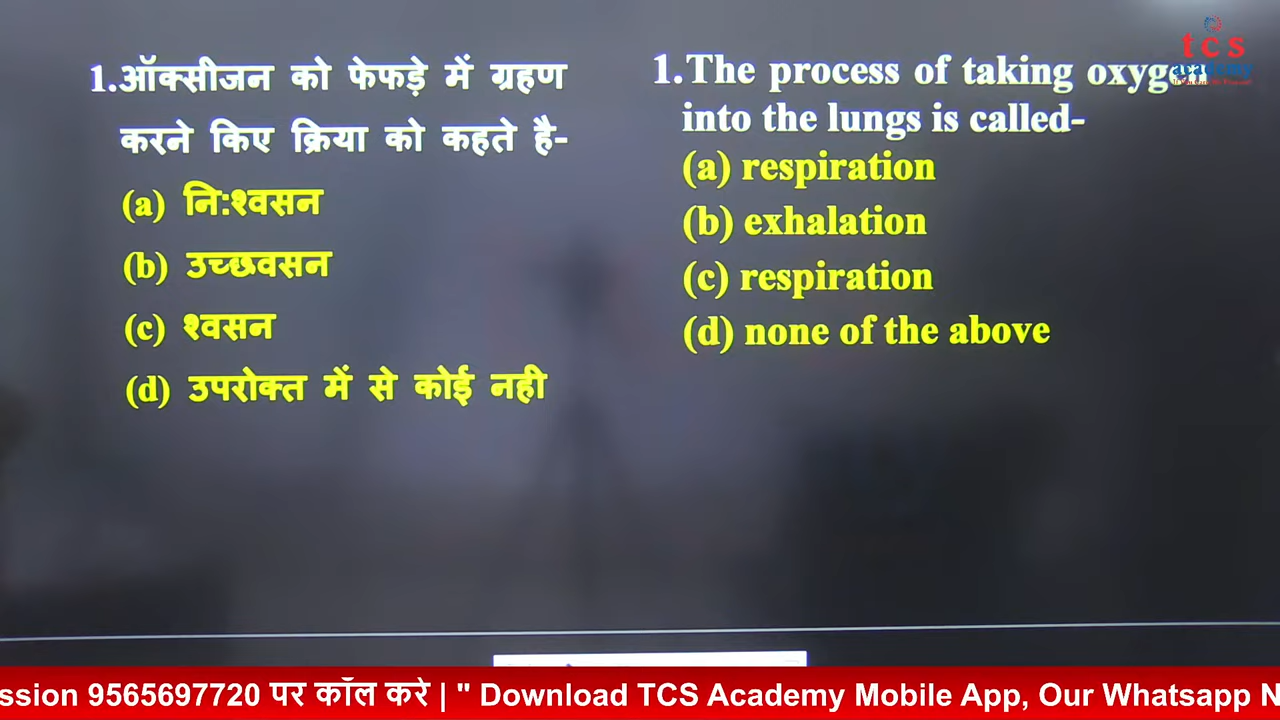 1.ऑक्सीजन को फेफड़े में ग्रहण
करने किए क्रिया को कहते है-
(a) नि:श्वसन
(b) उच्छवसन
(c) श्वसन
(d) उपरोक्त में से कोई नही
1.The process of taking oxygen
into the lungs is called-
(a) respiration
(b) exhalation
(c) respiration
(d) none of the above
tcs
academy
ssion 9565697720 पर कॉल करे | " Download TCS Academy Mobile App, Our Whatsapp N